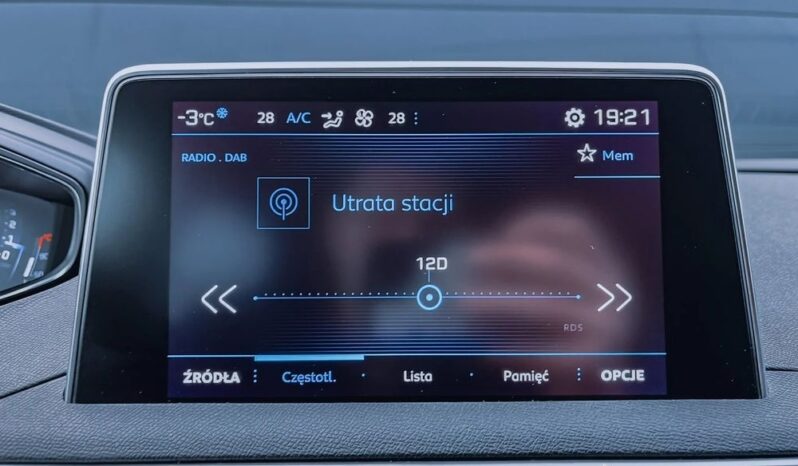 -3°C 28 A/C 28 19:21
RADIO . DAB
Mem
Utrata stacji
12D
RDS
ŹRÓDŁA Częstotl. Lista Pamięć OPCJE